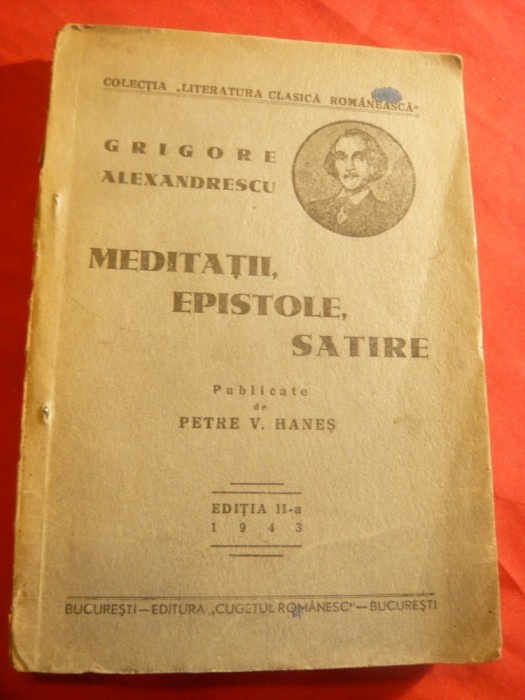 COLECȚIA „LITERATURA CLASICĂ ROMÂNEASCĂ"
GRIGORE
ALEXANDRESCU
MEDITAȚII,
EPISTOLE,
SATIRE
Publicate
de
PETRE V. HANEȘ
EDIȚIA II-a
1943
BUCUREȘTI—EDITURA „CUGETUL ROMÂNESC"—BUCUREȘTI